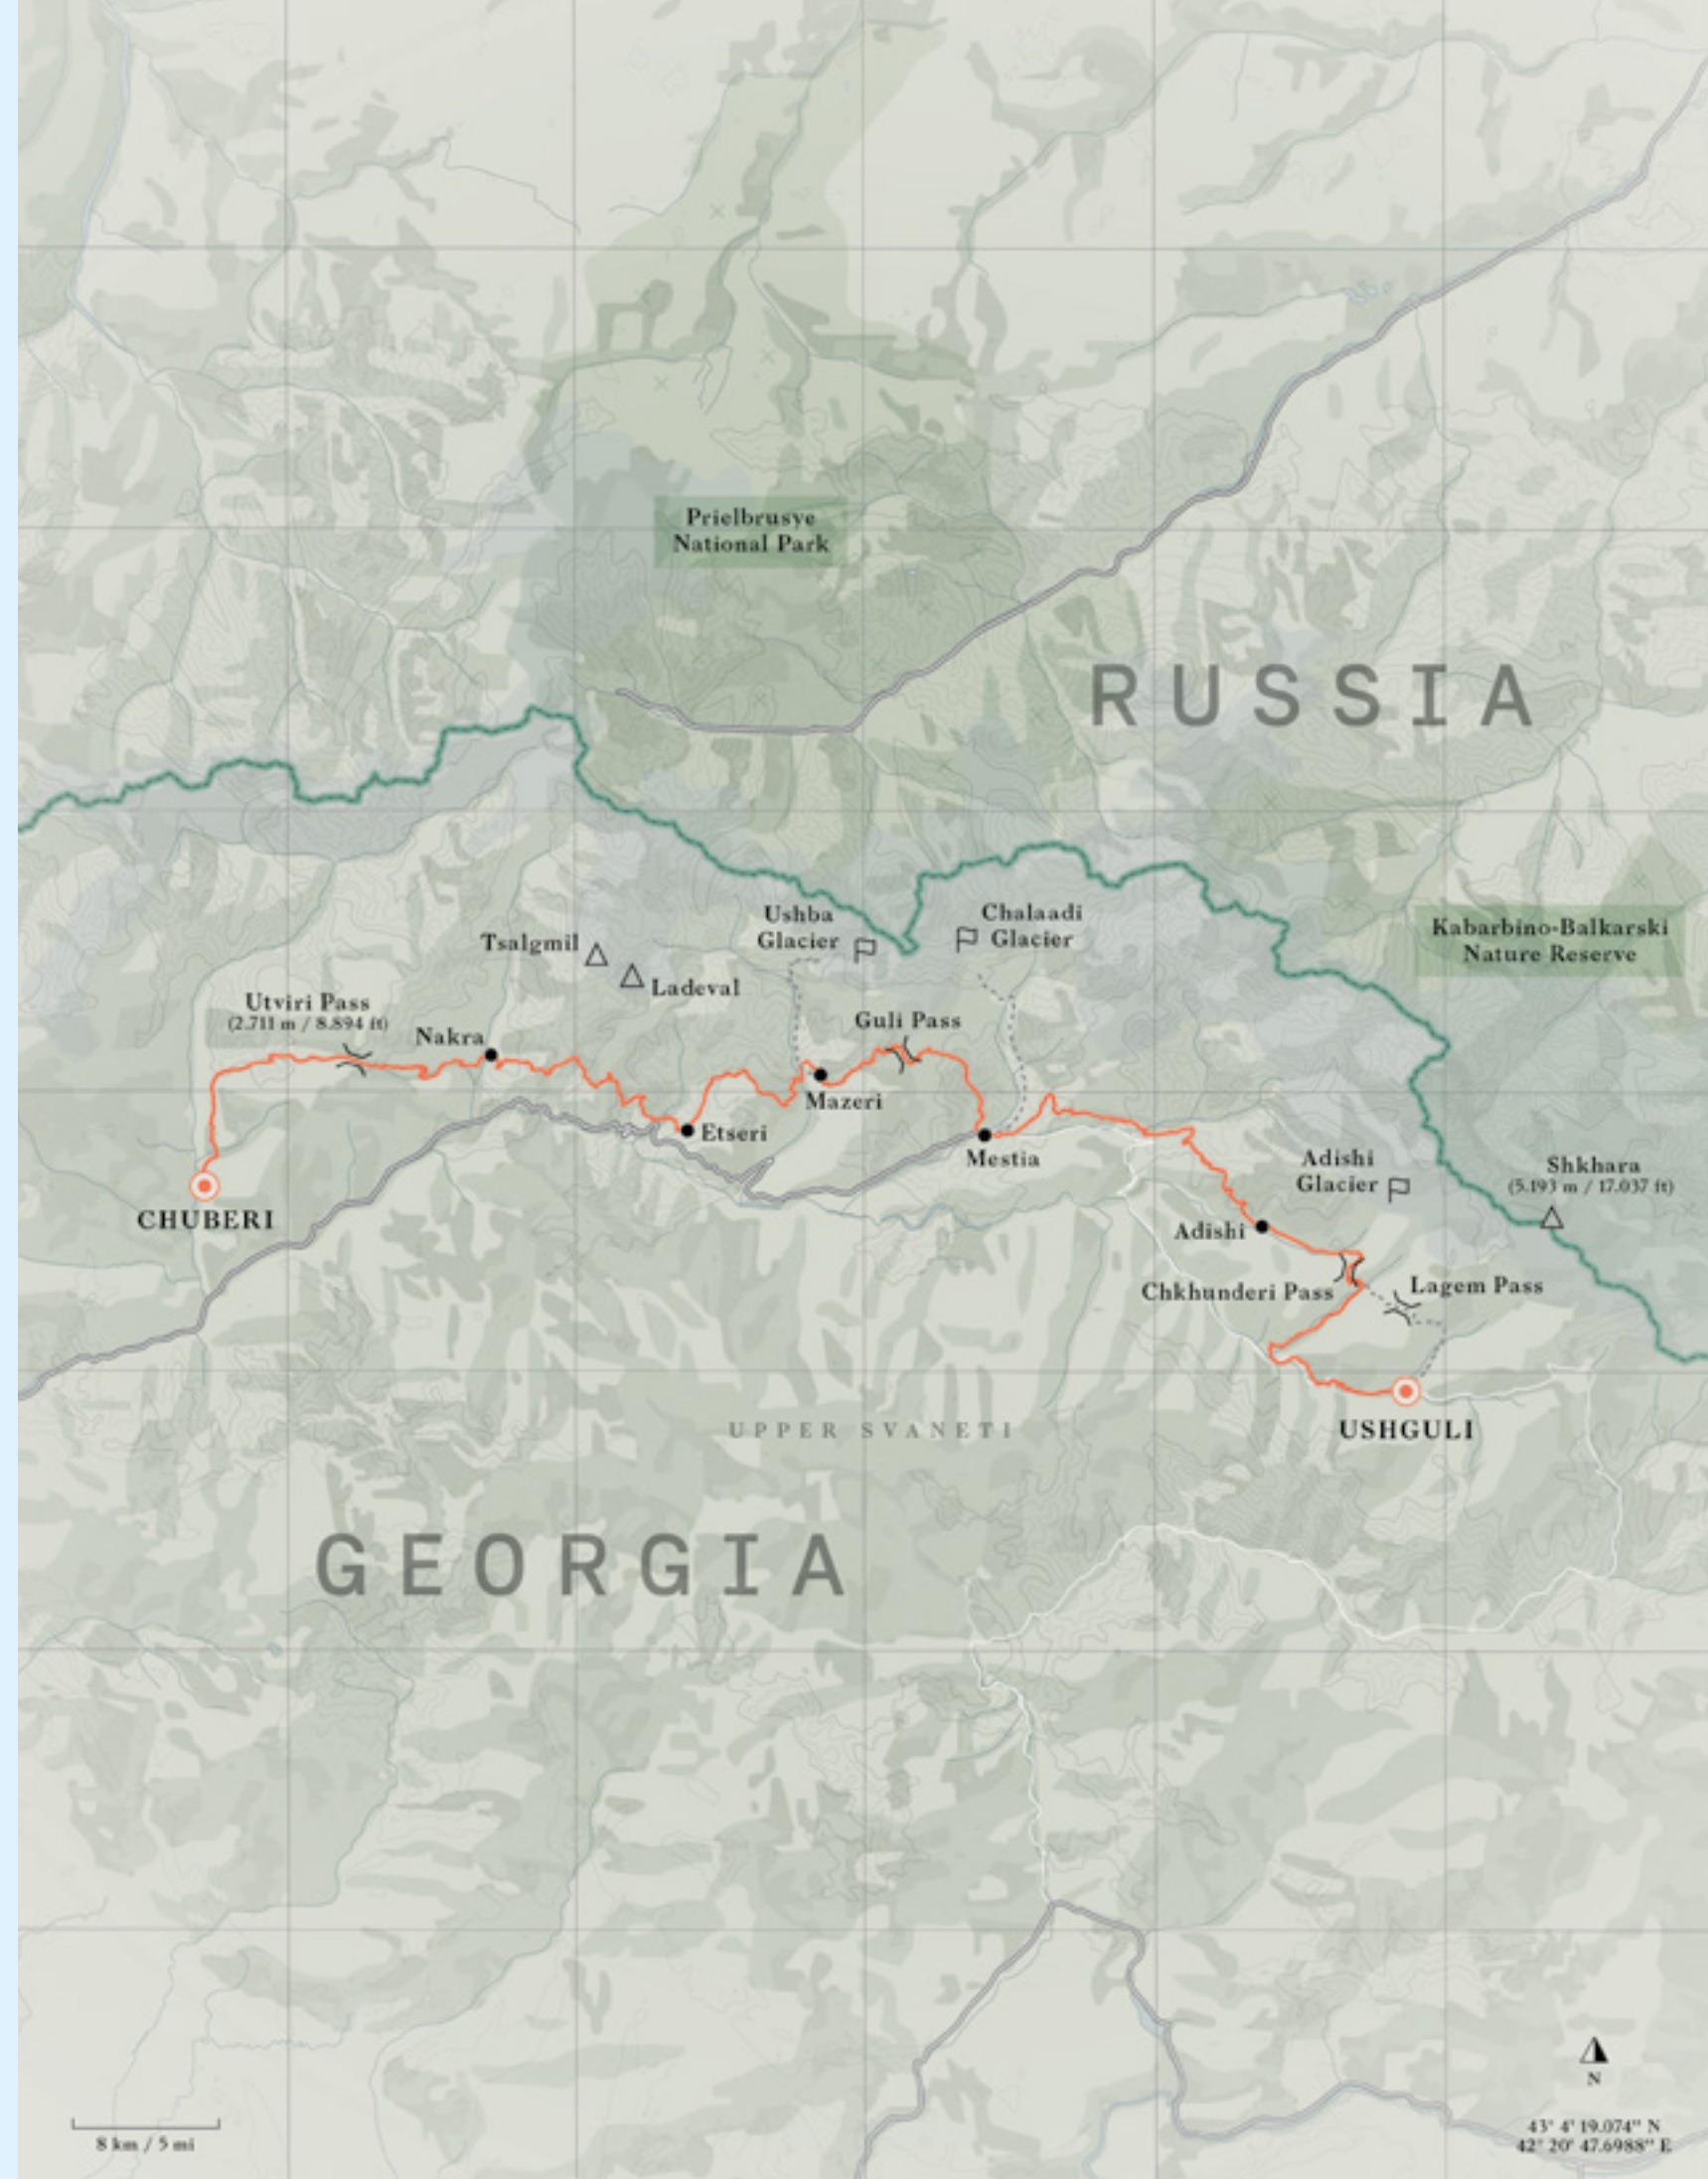 Prielbrusye
National Park
RUSSIA
Ushba
Glacier
Chalaadi
Glacier
Kabarbino-Balkarski
Nature Reserve
Tsalgmil
Ladeval
Utviri Pass
(2.711 m / 8.894 ft)
Nakra
Guli Pass
Mazeri
Etseri
Mestia
Adishi
Glacier
Shkhara
(5.193 m / 17.037 ft)
CHUBERI
Adishi
Chkhunderi Pass
Lagem Pass
UPPER SVANETI
USHGULI
GEORGIA
N
8 km / 5 mi
43° 4' 19.074" N
42° 20' 47.6988" E